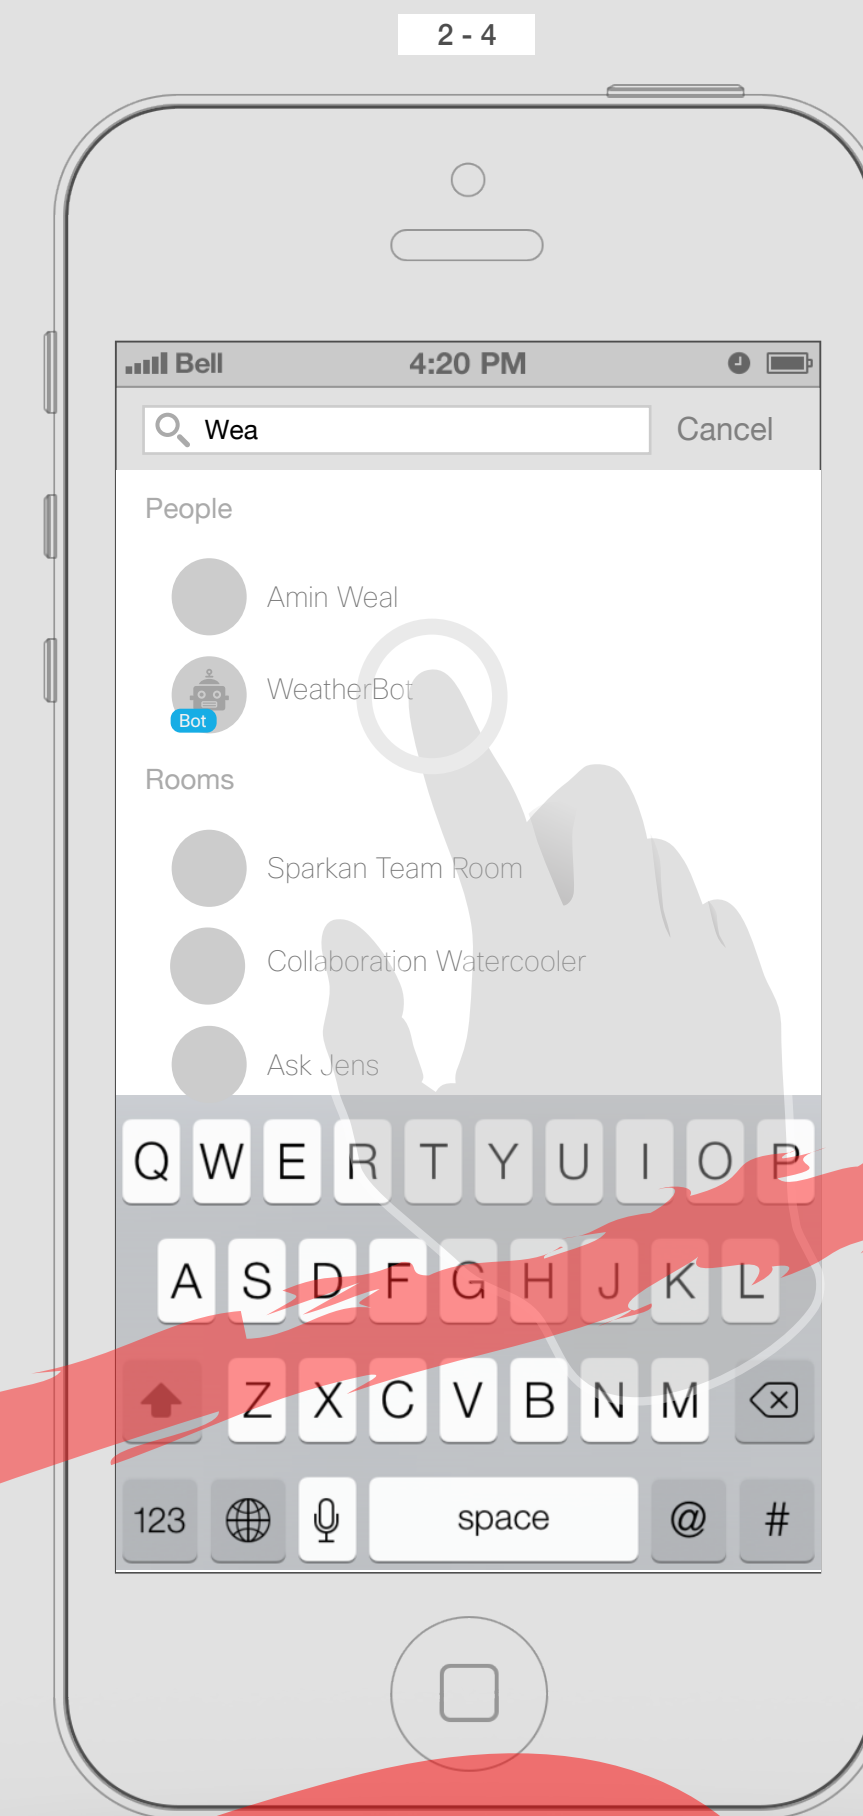 2 - 4
Bell 4:20 PM
Wea Cancel
People
Amin Weal
WeatherBot
Bot
Rooms
Sparkan Team Room
Collaboration Watercooler
Ask Jens
Q W E R T Y U I O P
A S D F G H J K L
Z X C V B N M
123 space @ #